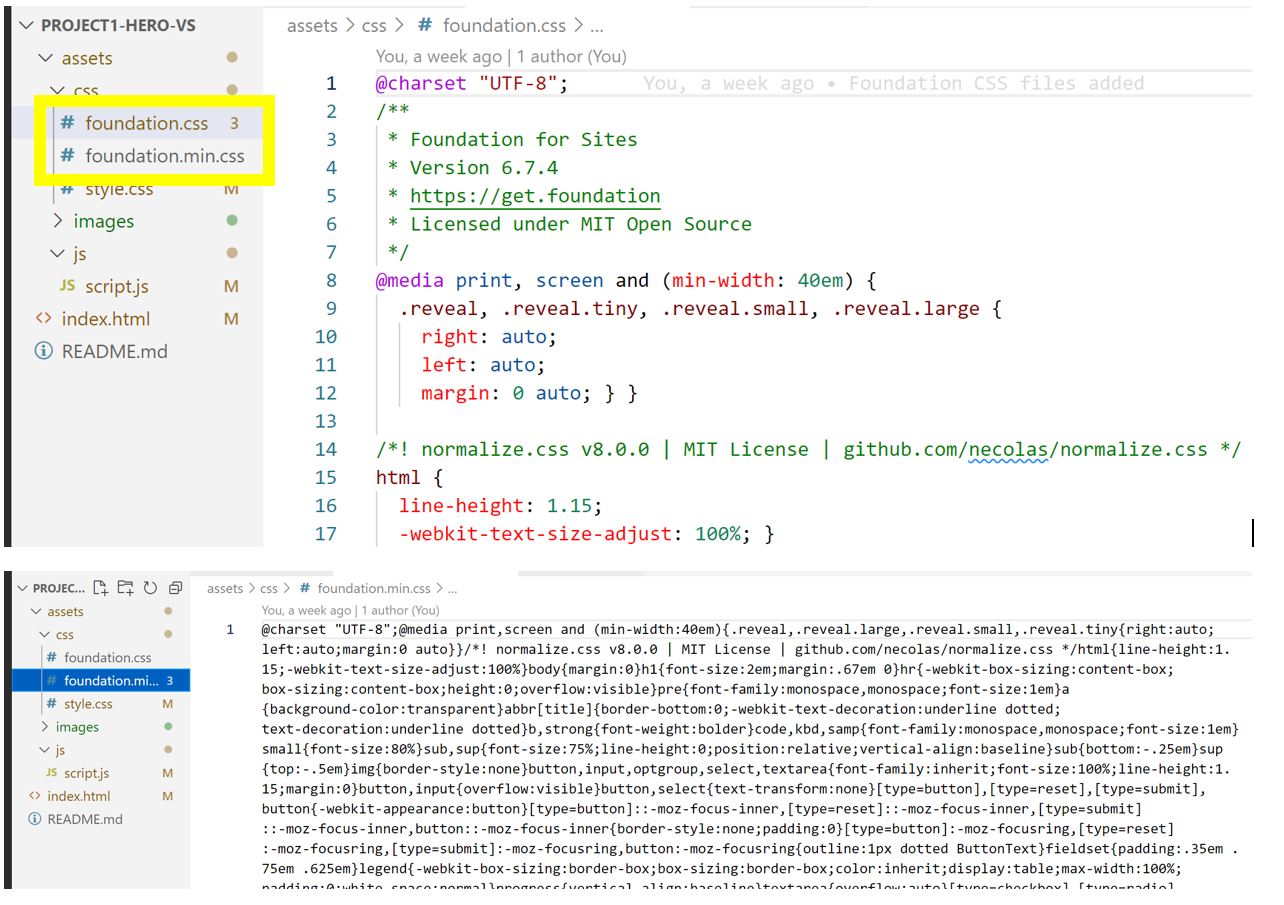 PROJECT1-HERO-VS
assets
css
foundation.css 3
foundation.min.css
style.css M
images
js
JS script.js M
<> index.html M
README.md
assets > css > # foundation.css > ...
You, a week ago | 1 author (You)
1 @charset "UTF-8"; You, a week ago • Foundation CSS files added
2 /**
3 * Foundation for Sites
4 * Version 6.7.4
5 * https://get.foundation
6 * Licensed under MIT Open Source
7 */
8 @media print, screen and (min-width: 40em) {
9 .reveal, .reveal.tiny, .reveal.small, .reveal.large {
10 right: auto;
11 left: auto;
12 margin: 0 auto; } }
13
14 /*! normalize.css v8.0.0 | MIT License | github.com/necolas/normalize.css */
15 html {
16 line-height: 1.15;
17 -webkit-text-size-adjust: 100%; }
PROJEC...
assets
css
# foundation.css
# foundation.mi... 3
# style.css M
images
js
JS script.js M
<> index.html M
README.md
assets > css > # foundation.min.css > ...
You, a week ago | 1 author (You)
1 @charset "UTF-8";@media print,screen and (min-width:40em){.reveal,.reveal.large,.reveal.small,.reveal.tiny{right:auto;
left:auto;margin:0 auto}}/*! normalize.css v8.0.0 | MIT License | github.com/necolas/normalize.css */html{line-height:1.
15;-webkit-text-size-adjust:100%}body{margin:0}h1{font-size:2em;margin:.67em 0}hr{-webkit-box-sizing:content-box;
box-sizing:content-box;height:0;overflow:visible}pre{font-family:monospace,monospace;font-size:1em}a
{background-color:transparent}abbr[title]{border-bottom:0;-webkit-text-decoration:underline dotted;
text-decoration:underline dotted}b,strong{font-weight:bolder}code,kbd,samp{font-family:monospace,monospace;font-size:1em}
small{font-size:80%}sub,sup{font-size:75%;line-height:0;position:relative;vertical-align:baseline}sub{bottom:-.25em}sup
{top:-.5em}img{border-style:none}button,input,optgroup,select,textarea{font-family:inherit;font-size:100%;line-height:1.
15;margin:0}button,input{overflow:visible}button,select{text-transform:none}[type=button],[type=reset],[type=submit],
button{-webkit-appearance:button}[type=button]::-moz-focus-inner,[type=reset]::-moz-focus-inner,[type=submit]
::-moz-focus-inner,button::-moz-focus-inner{border-style:none;padding:0}[type=button]:-moz-focusring,[type=reset]
:-moz-focusring,[type=submit]:-moz-focusring,button:-moz-focusring{outline:1px dotted ButtonText}fieldset{padding:.35em .
75em .625em}legend{-webkit-box-sizing:border-box;box-sizing:border-box;color:inherit;display:table;max-width:100%;
padding:0;white-space:normal}progress{vertical-align:baseline}textarea{overflow:auto}[type=checkbox],[type=radio]